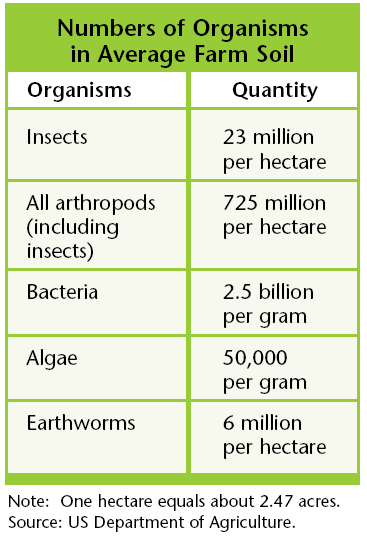 Numbers of Organisms
in Average Farm Soil
Organisms Quantity
Insects 23 million
per hectare
All arthropods 725 million
(including per hectare
insects)
Bacteria 2.5 billion
per gram
Algae 50,000
per gram
Earthworms 6 million
per hectare
Note: One hectare equals about 2.47 acres.
Source: US Department of Agriculture.